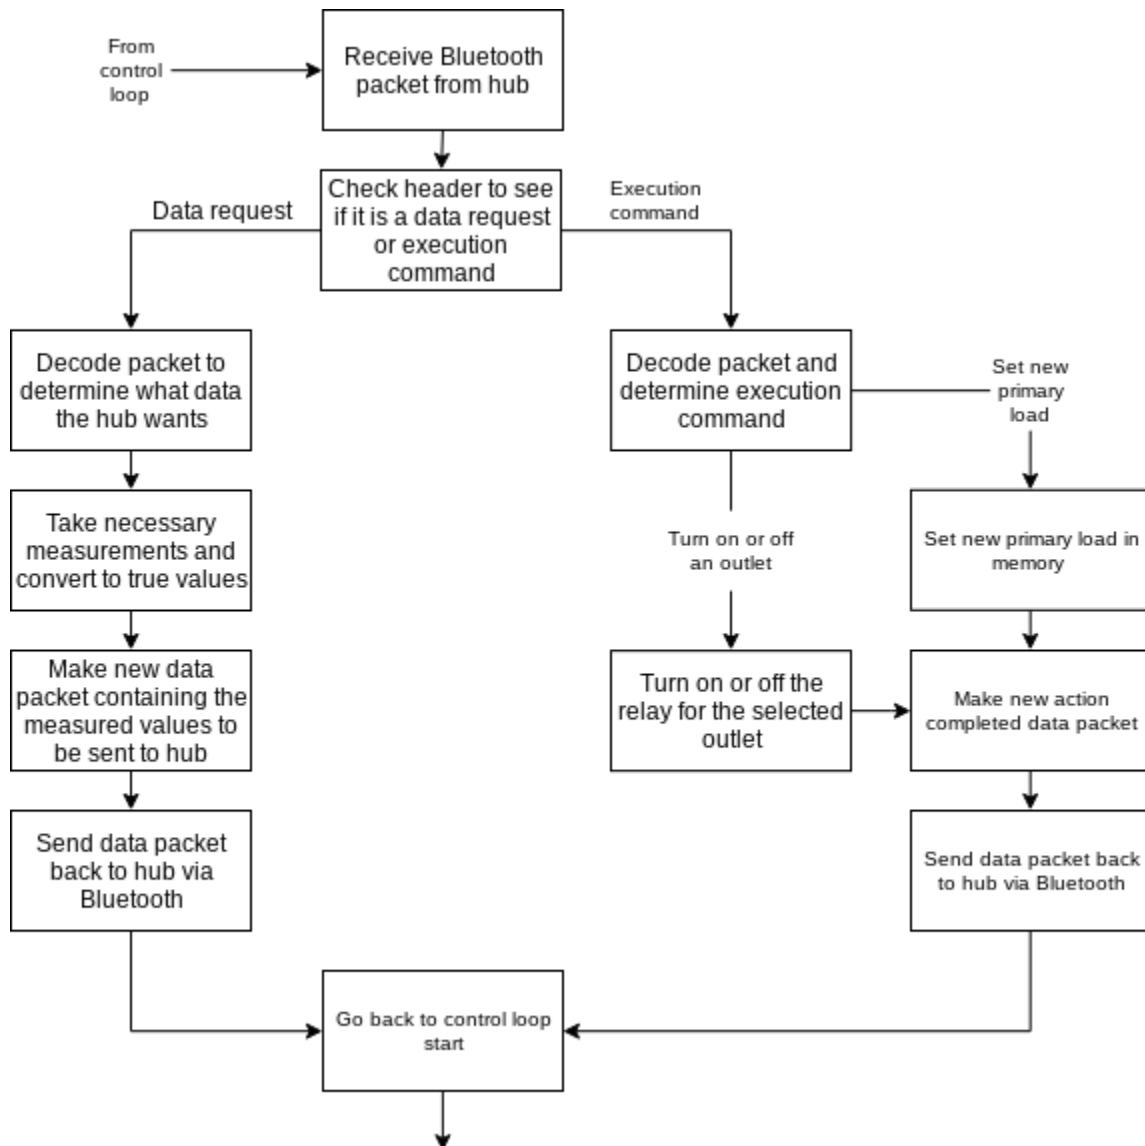 From
control
loop
Receive Bluetooth
packet from hub
Check header to see
if it is a data request
or execution
command
Data request
Execution
command
Decode packet to
determine what data
the hub wants
Decode packet and
determine execution
command
Set new
primary
load
Take necessary
measurements and
convert to true values
Turn on or off
an outlet
Set new primary load in
memory
Make new data
packet containing the
measured values to
be sent to hub
Turn on or off the
relay for the selected
outlet
Make new action
completed data packet
Send data packet
back to hub via
Bluetooth
Send data packet back
to hub via Bluetooth
Go back to control loop
start